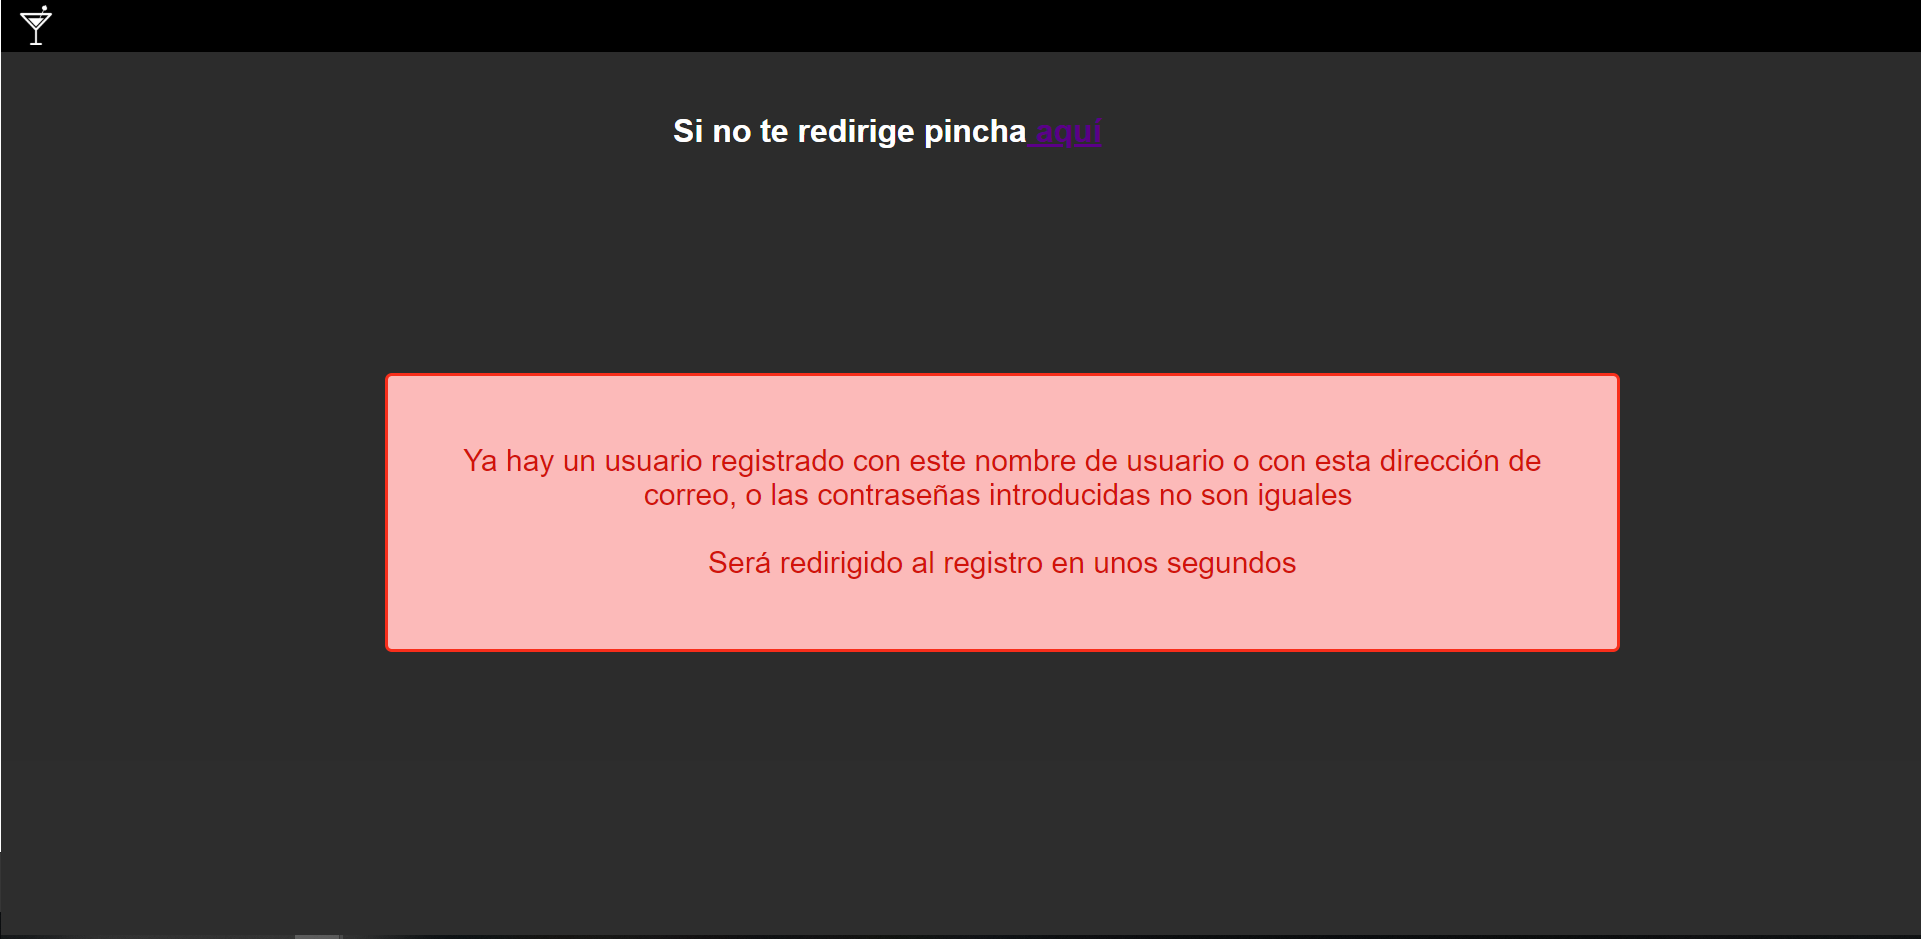 Si no te redirige pincha aquí
Ya hay un usuario registrado con este nombre de usuario o con esta dirección de
correo, o las contraseñas introducidas no son iguales
Será redirigido al registro en unos segundos